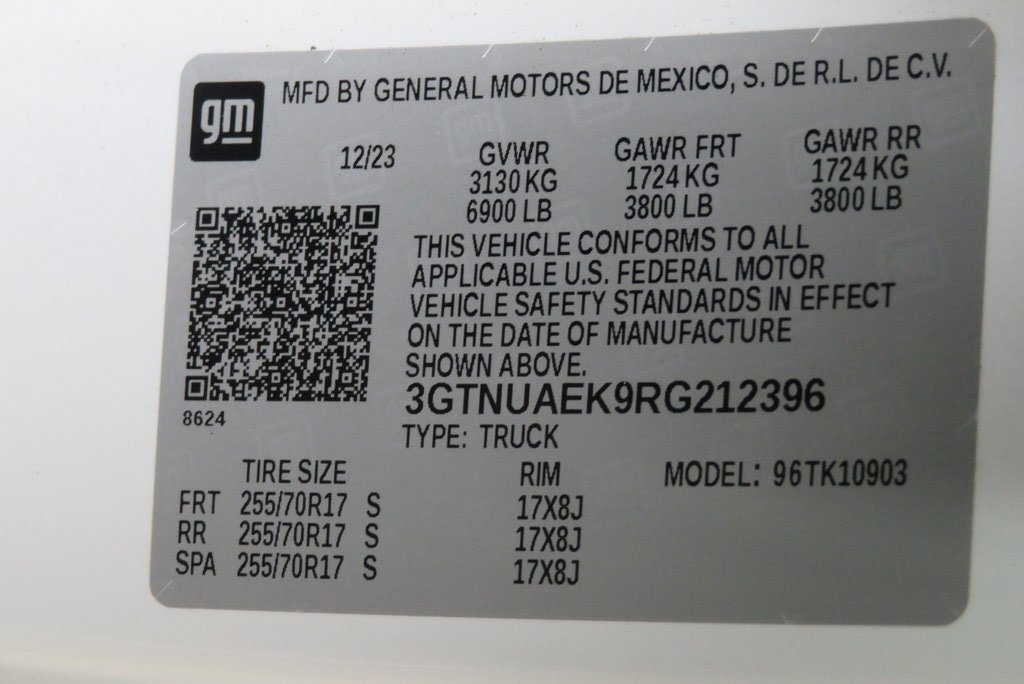 gm MFD BY GENERAL MOTORS DE MEXICO, S. DE R.L. DE C.V.
12/23 GVWR GAWR FRT GAWR RR
3130 KG 1724 KG 1724 KG
6900 LB 3800 LB 3800 LB
THIS VEHICLE CONFORMS TO ALL
APPLICABLE U.S. FEDERAL MOTOR
VEHICLE SAFETY STANDARDS IN EFFECT
ON THE DATE OF MANUFACTURE
SHOWN ABOVE.
3GTNUAEK9RG212396
8624
TYPE: TRUCK
TIRE SIZE RIM MODEL: 96TK10903
FRT 255/70R17 S 17X8J
RR 255/70R17 S 17X8J
SPA 255/70R17 S 17X8J